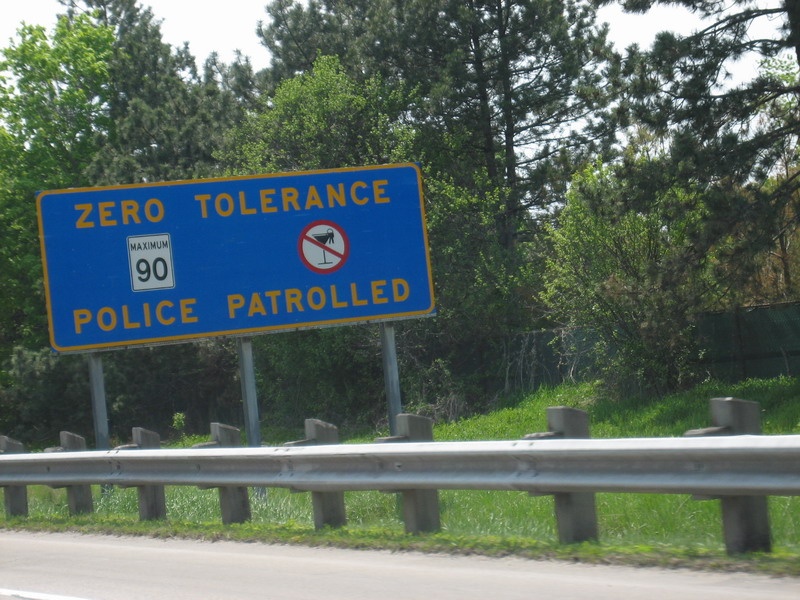 ZERO TOLERANCE
MAXIMUM
90
POLICE PATROLLED